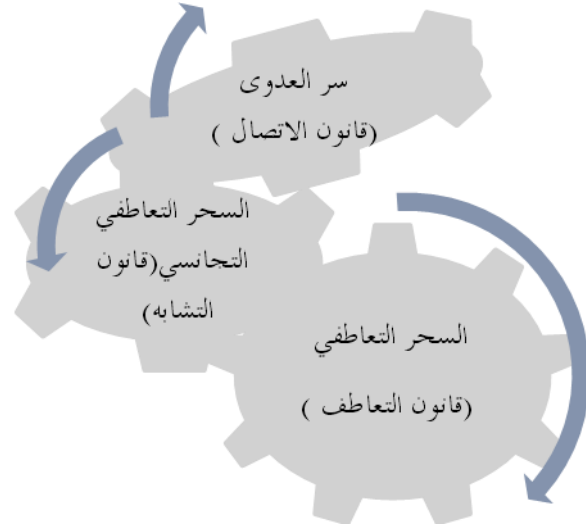 سر العدوى
(قانون الاتصال )
السحر التعاطفي
التجانسي(قانون
التشابه)
السحر التعاطفي
(قانون التعاطف )